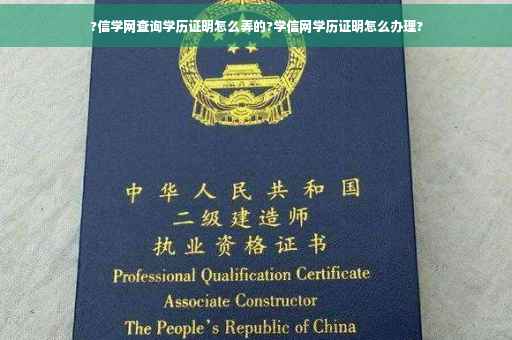 ?信学网查询学历证明怎么弄的?学信网学历证明怎么办理?
中华人民共和国
二级建造师
执业资格证书
Professional Qualification Certificate
Associate Constructor
The People's Republic of China